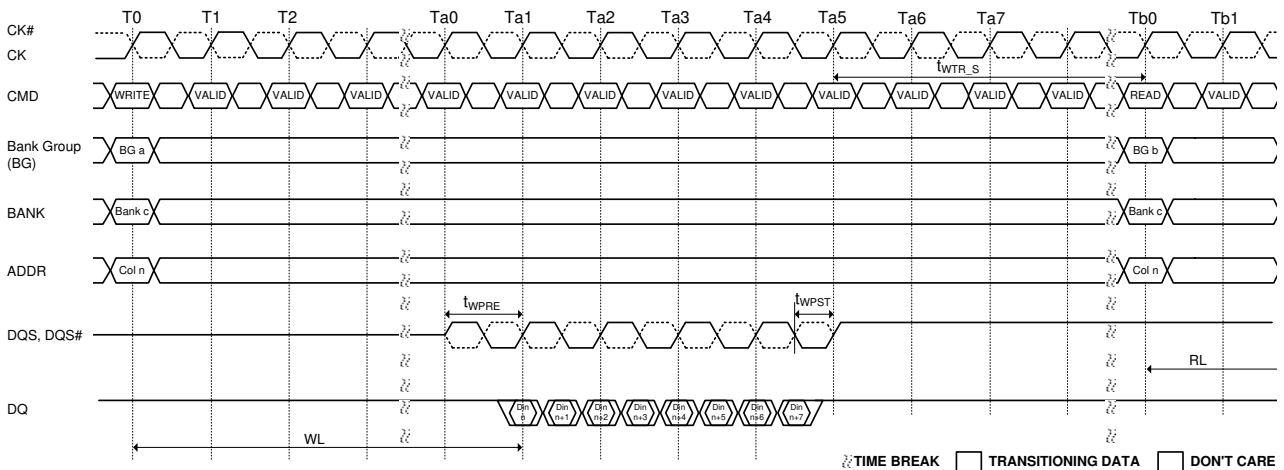 T0 T1 T2 Ta0 Ta1 Ta2 Ta3 Ta4 Ta5 Ta6 Ta7 Tb0 Tb1
CK#
CK
tWTR_S
CMD WRITE VALID VALID VALID VALID VALID VALID VALID VALID VALID VALID VALID VALID READ VALID
Bank Group
(BG)
BG a BG b
BANK Bank c Bank c
ADDR Col n Col n
tWPRE tWPST
DQS, DQS#
RL
DQ Din n Din n+1 Din n+2 Din n+3 Din n+4 Din n+5 Din n+6 Din n+7
WL
TIME BREAK TRANSITIONING DATA DON'T CARE